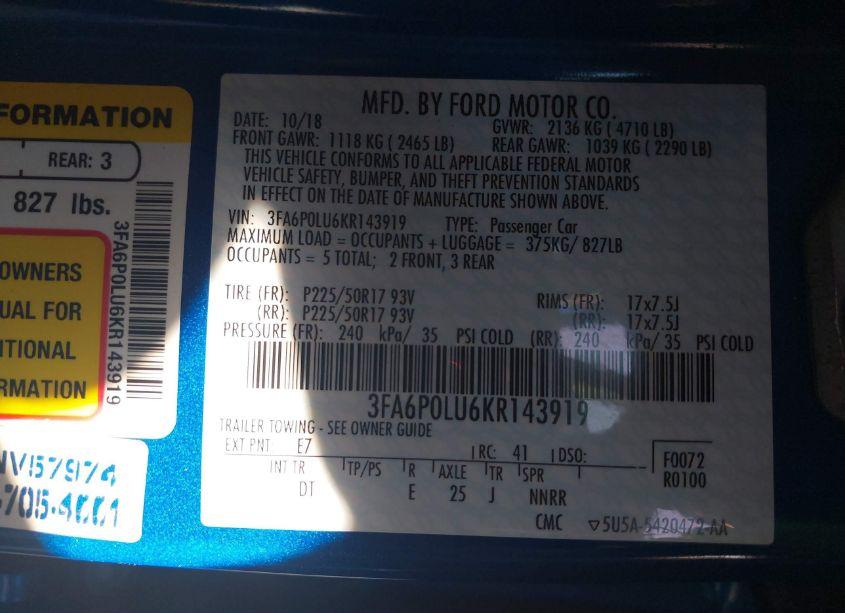 FORMATION
REAR: 3
827 lbs.
OWNERS
UAL FOR
ITIONAL
RMATION
3FA6P0LU6KR143919
NV57974
705-4001
MFD. BY FORD MOTOR CO.
DATE: 10/18 GVWR: 2136 KG ( 4710 LB)
FRONT GAWR: 1118 KG ( 2465 LB) REAR GAWR: 1039 KG ( 2290 LB)
THIS VEHICLE CONFORMS TO ALL APPLICABLE FEDERAL MOTOR
VEHICLE SAFETY, BUMPER, AND THEFT PREVENTION STANDARDS
IN EFFECT ON THE DATE OF MANUFACTURE SHOWN ABOVE.
VIN: 3FA6P0LU6KR143919 TYPE: Passenger Car
MAXIMUM LOAD = OCCUPANTS + LUGGAGE = 375KG/ 827LB
OCCUPANTS = 5 TOTAL; 2 FRONT, 3 REAR
TIRE (FR): P225/50R17 93V RIMS (FR): 17x7.5J
(RR): P225/50R17 93V (RR): 17x7.5J
PRESSURE (FR): 240 kPa/ 35 PSI COLD (RR): 240 kPa/ 35 PSI COLD
3FA6P0LU6KR143919
TRAILER TOWING - SEE OWNER GUIDE
EXT PNT: E7 RC: 41 DSO: F0072
INT TR TP/PS R AXLE TR SPR R0100
DT E 25 J NNRR
CMC ▽5U5A-5420472-AA